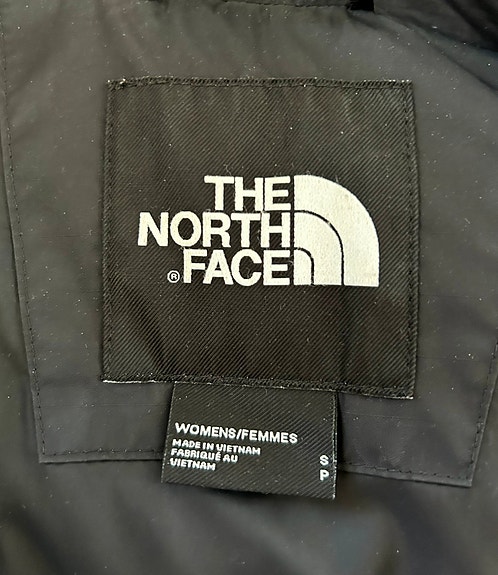 THE
NORTH
® FACE
WOMENS/FEMMES
MADE IN VIETNAM
FABRIQUÉ AU
VIETNAM
S
P